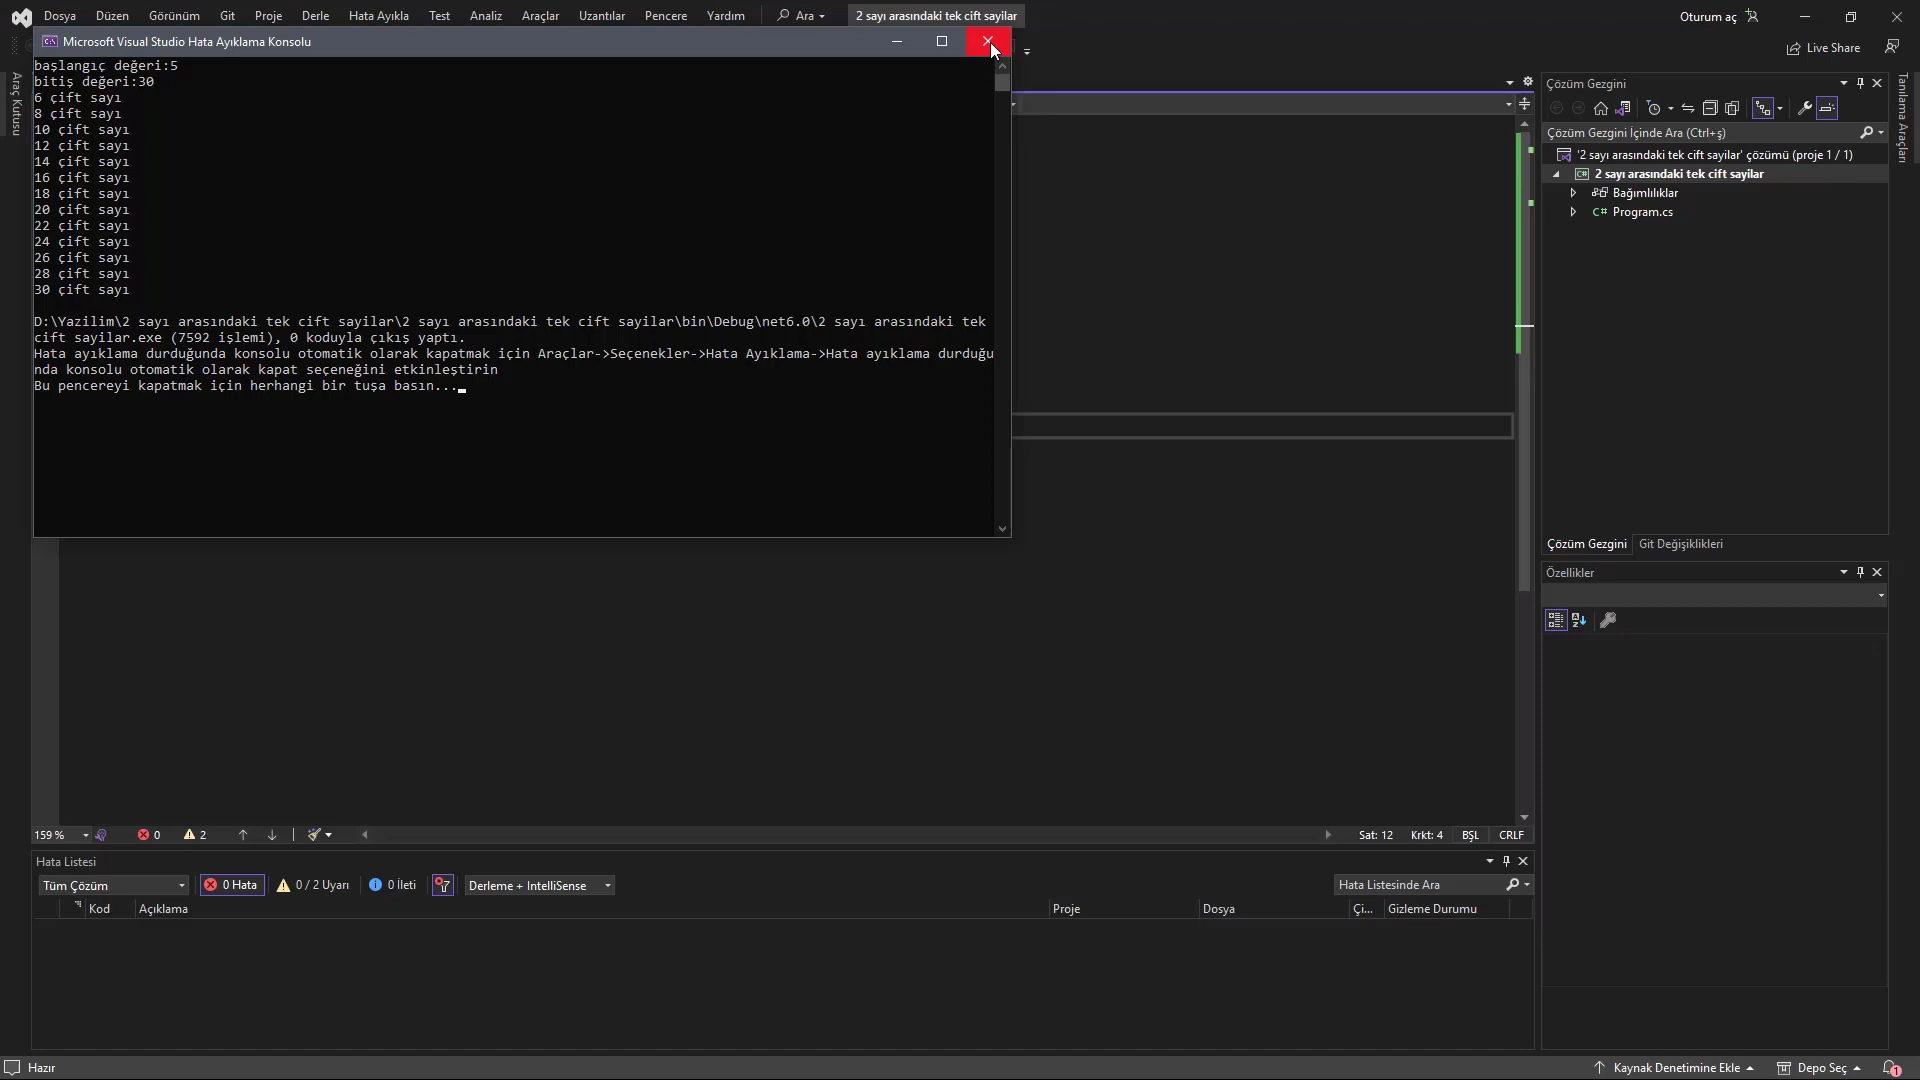 Dosya Düzen Görünüm Git Proje Derle Hata Ayıkla Test Analiz Araçlar Uzantılar Pencere Yardım Ara 2 sayı arasındaki tek cift sayilar Oturum aç
Live Share
Microsoft Visual Studio Hata Ayıklama Konsolu
başlangıç değeri:5
bitiş değeri:30
6 çift sayı
8 çift sayı
10 çift sayı
12 çift sayı
14 çift sayı
16 çift sayı
18 çift sayı
20 çift sayı
22 çift sayı
24 çift sayı
26 çift sayı
28 çift sayı
30 çift sayı
D:\Yazilim\2 sayı arasındaki tek cift sayilar\2 sayı arasındaki tek cift sayilar\bin\Debug\net6.0\2 sayı arasındaki tek
cift sayilar.exe (7592 işlemi), 0 koduyla çıkış yaptı.
Hata ayıklama durduğunda konsolu otomatik olarak kapatmak için Araçlar->Seçenekler->Hata Ayıklama->Hata ayıklama durduğu
nda konsolu otomatik olarak kapat seçeneğini etkinleştirin
Bu pencereyi kapatmak için herhangi bir tuşa basın...
Araç Kutusu
Çözüm Gezgini
Çözüm Gezgini İçinde Ara (Ctrl+ş)
'2 sayı arasındaki tek cift sayilar' çözümü (proje 1 / 1)
C# 2 sayı arasındaki tek cift sayilar
Bağımlılıklar
C# Program.cs
Tanılama Araçları
Çözüm Gezgini Git Değişiklikleri
Özellikler
159 % 0 2 Sat: 12 Krkt: 4 BŞL CRLF
Hata Listesi
Tüm Çözüm 0 Hata 0 / 2 Uyarı 0 İleti Derleme + IntelliSense Hata Listesinde Ara
Kod Açıklama Proje Dosya Çi... Gizleme Durumu
Hazır Kaynak Denetimine Ekle Depo Seç 1